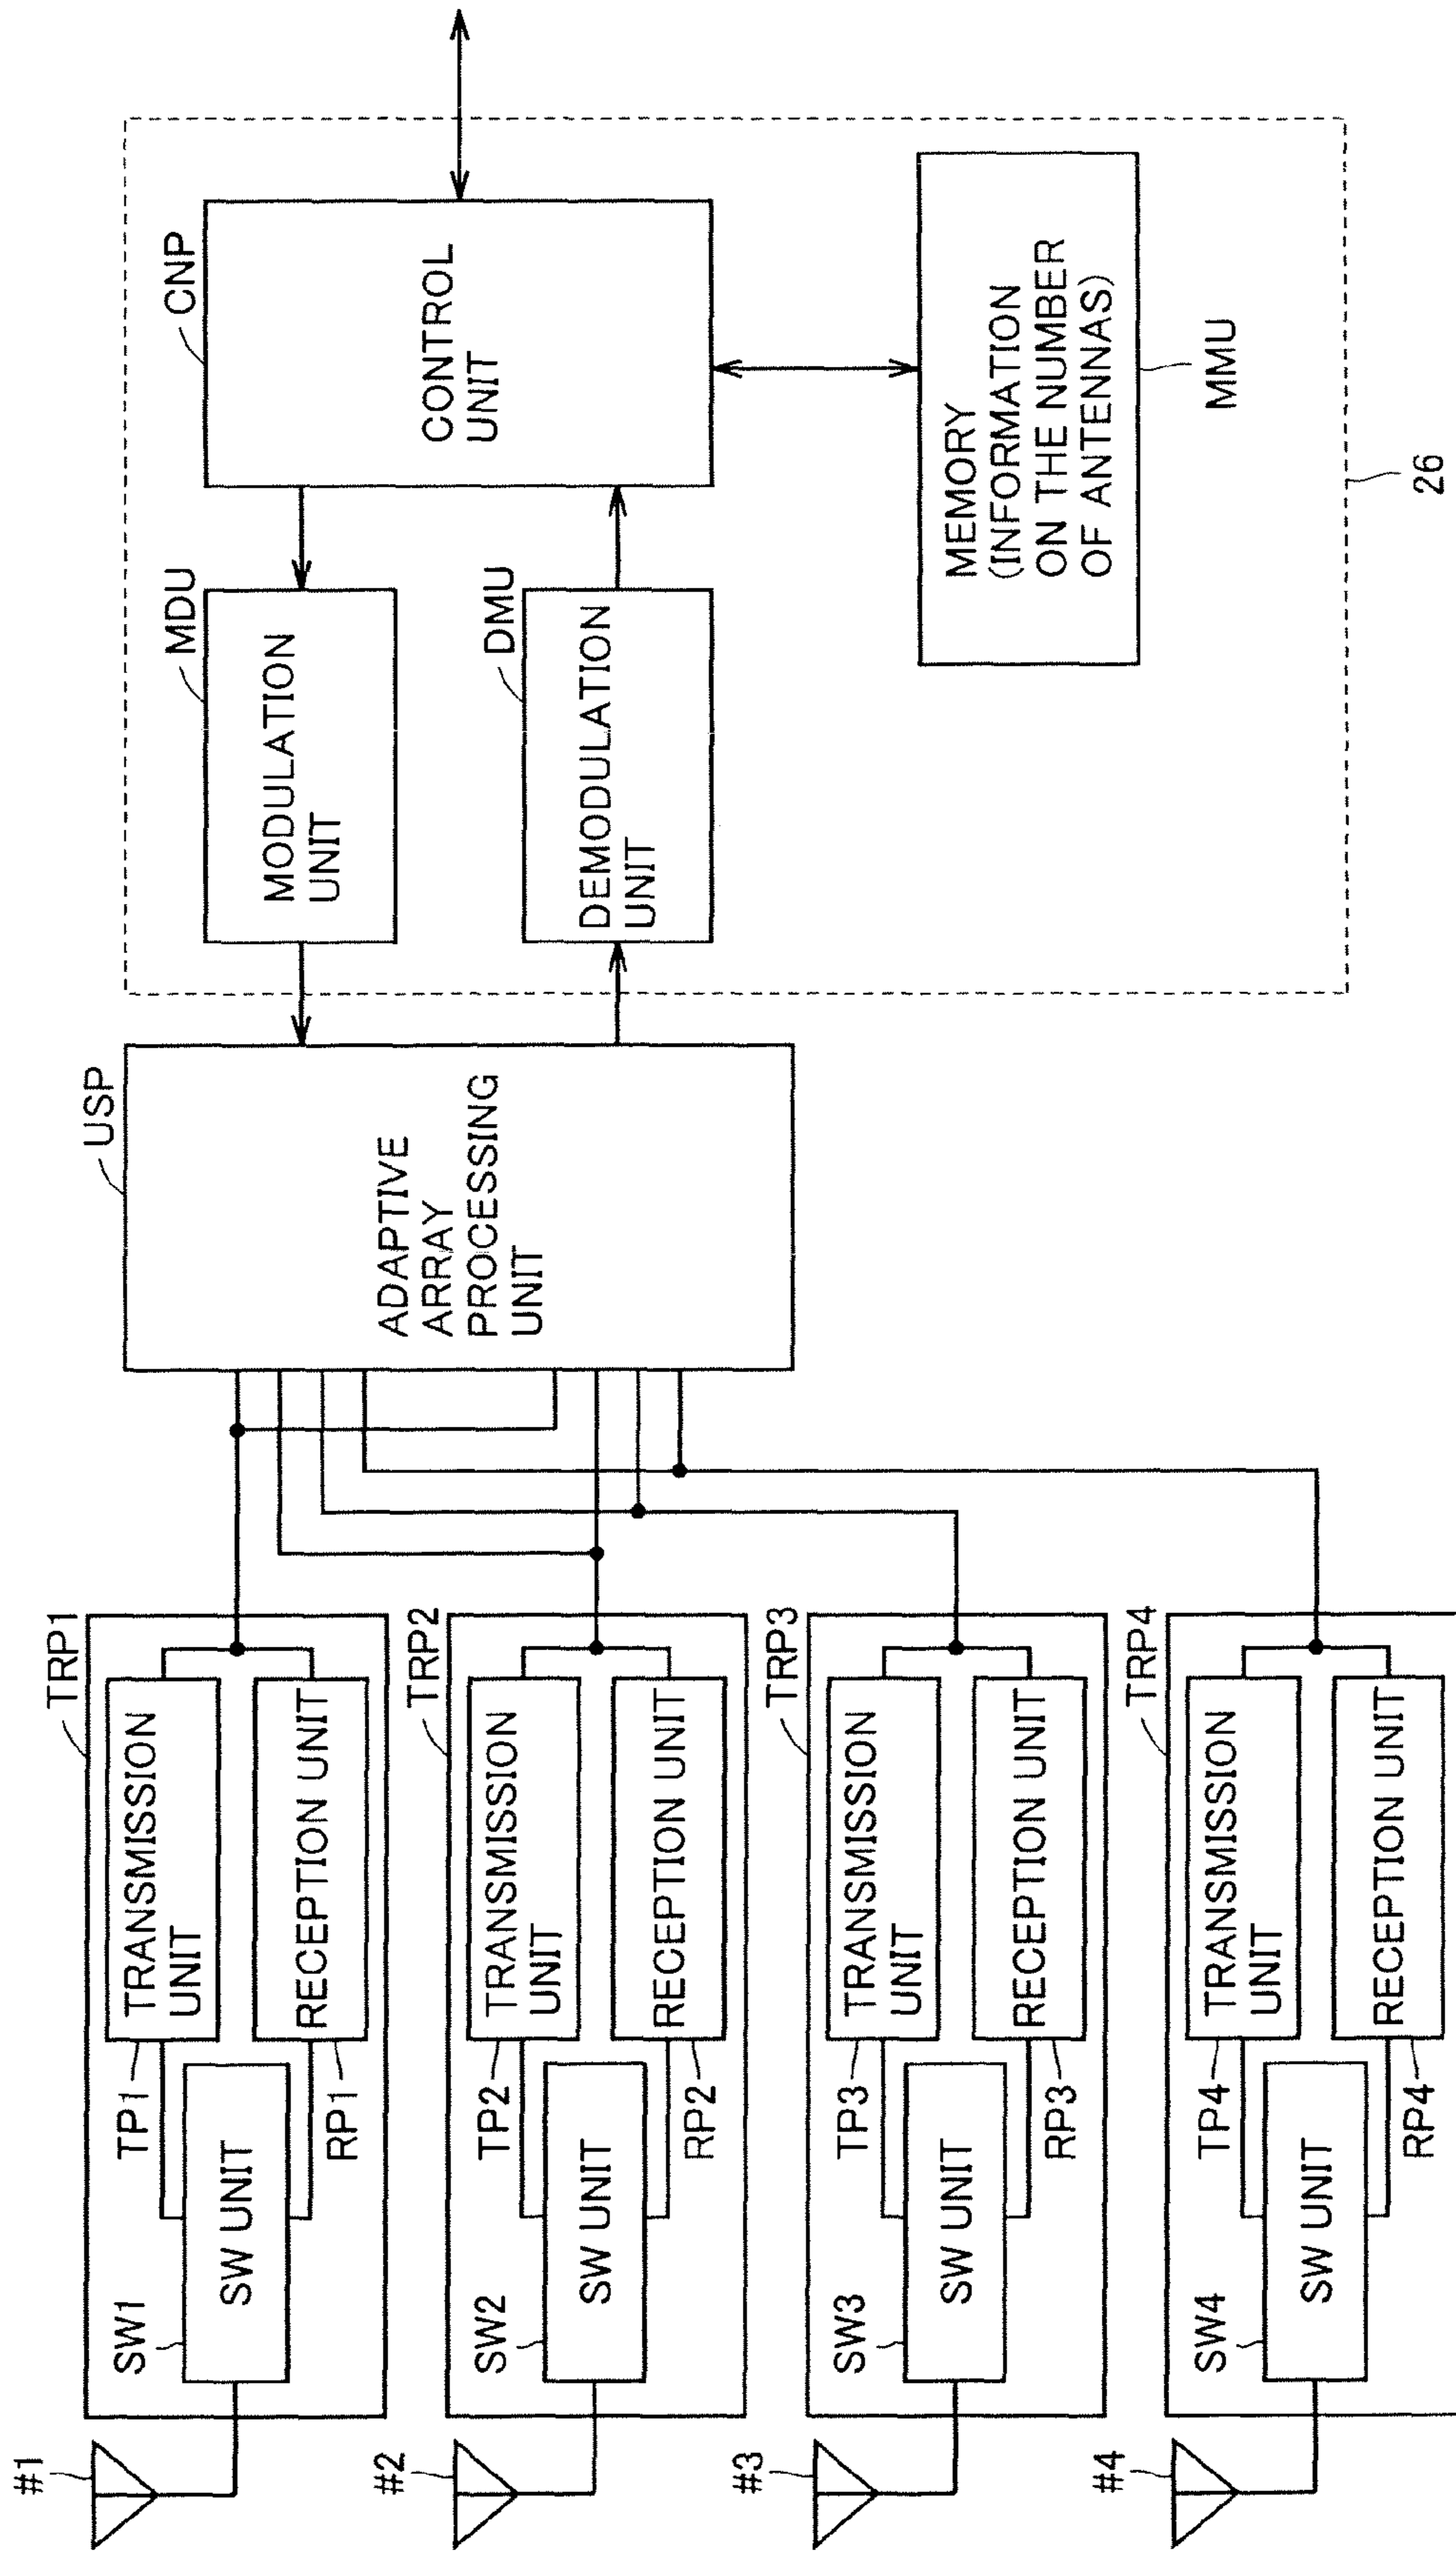 #1
SW1
SW UNIT
TP1
RP1
TRANSMISSION
UNIT
RECEPTION UNIT
TRP1
#2
SW2
SW UNIT
TP2
RP2
TRANSMISSION
UNIT
RECEPTION UNIT
TRP2
#3
SW3
SW UNIT
TP3
RP3
TRANSMISSION
UNIT
RECEPTION UNIT
TRP3
#4
SW4
SW UNIT
TP4
RP4
TRANSMISSION
UNIT
RECEPTION UNIT
TRP4
USP
ADAPTIVE
ARRAY
PROCESSING
UNIT
MDU
MODULATION
UNIT
DMU
DEMODULATION
UNIT
CNP
CONTROL
UNIT
MEMORY
(INFORMATION
ON THE NUMBER
OF ANTENNAS)
MMU
26